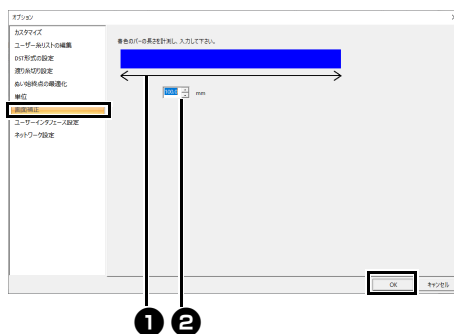 オプション
カスタマイズ
ユーザー糸リストの編集
DST形式の設定
渡り糸切り設定
ぬい始終点の最適化
単位
画面補正
ユーザーインタフェース設定
ネットワーク設定
青色のバーの長さを計測し、入力して下さい。
100.0 mm
OK キャンセル
1 2